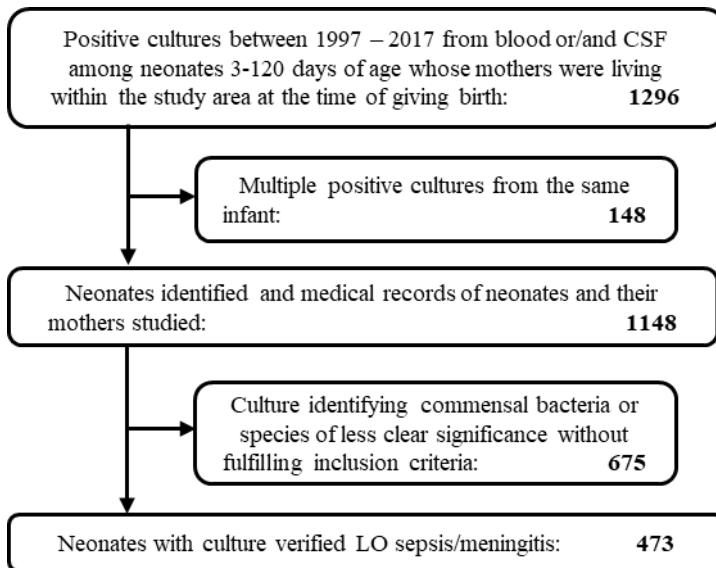 Positive cultures between 1997 – 2017 from blood or/and CSF
among neonates 3-120 days of age whose mothers were living
within the study area at the time of giving birth: 1296
Multiple positive cultures from the same
infant: 148
Neonates identified and medical records of neonates and their
mothers studied: 1148
Culture identifying commensal bacteria or
species of less clear significance without
fulfilling inclusion criteria: 675
Neonates with culture verified LO sepsis/meningitis: 473